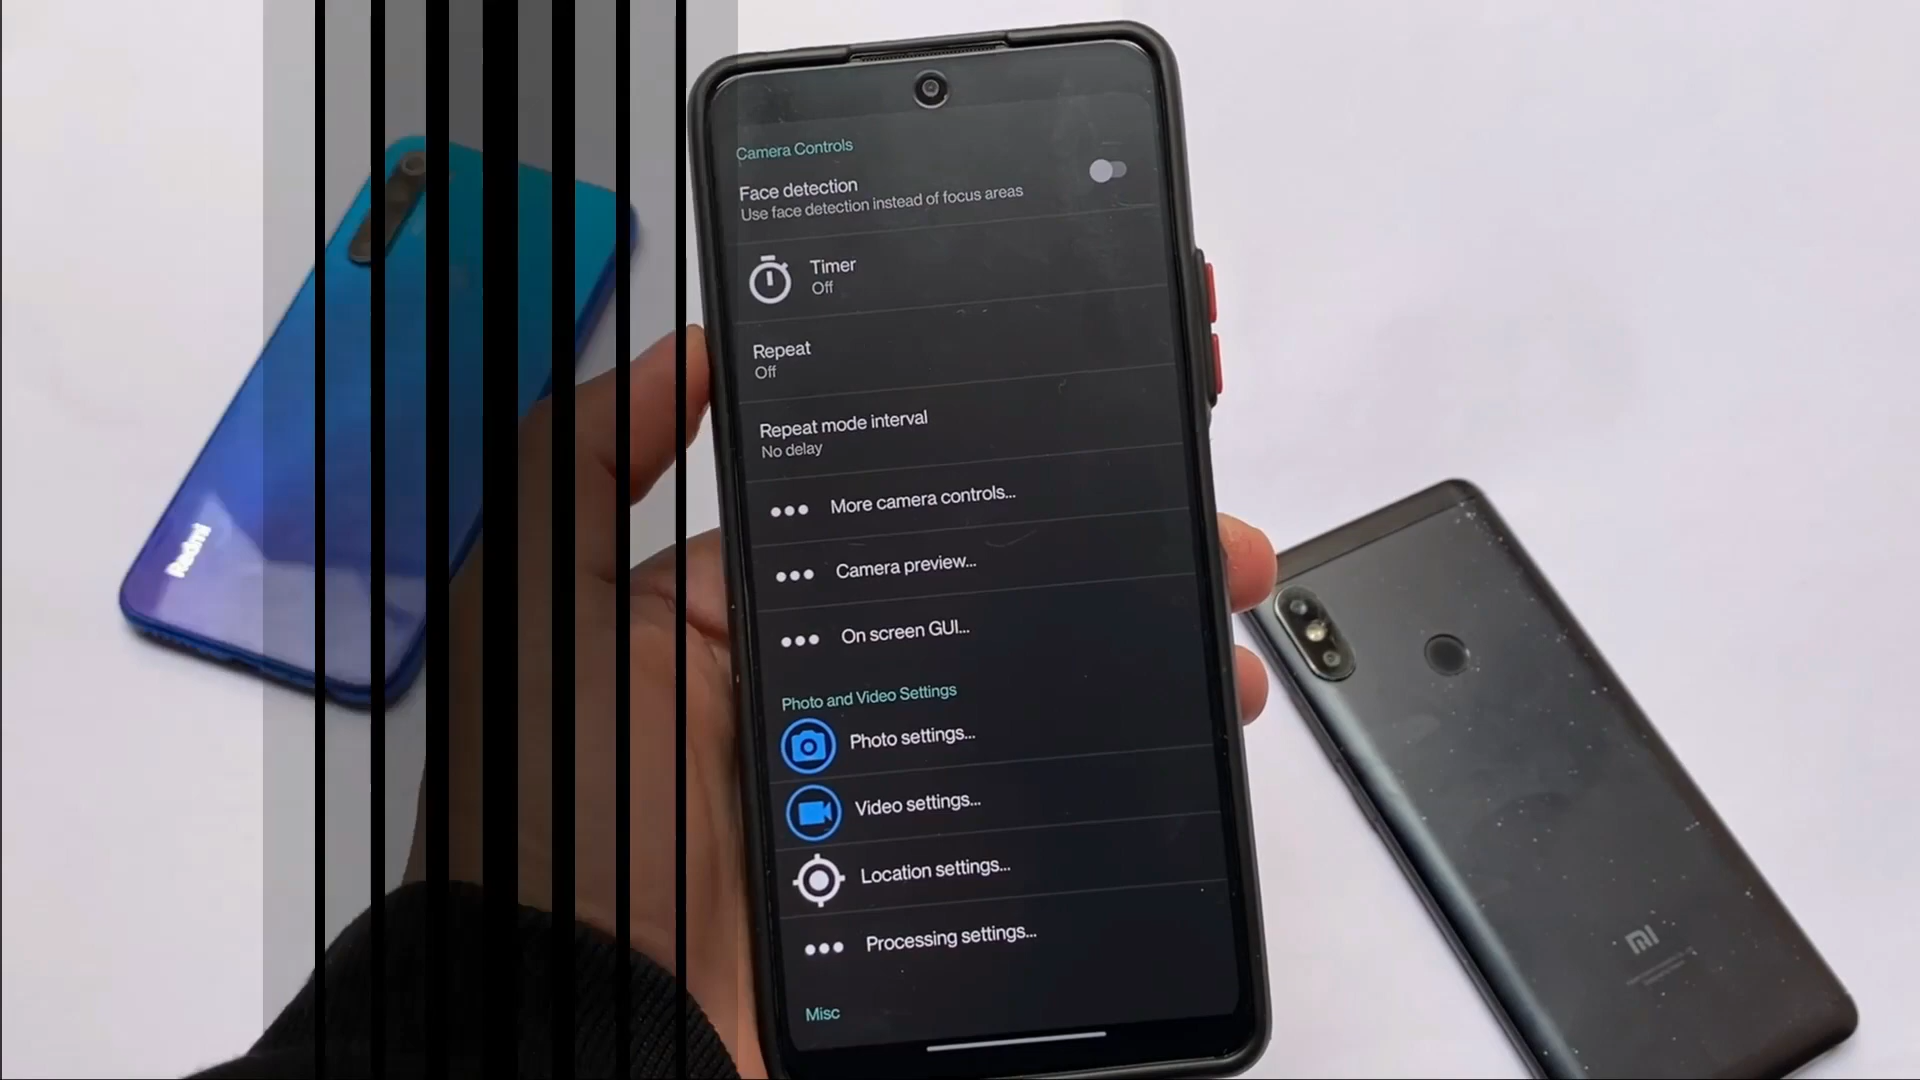 Camera Controls
Face detection
Use face detection instead of focus areas
Timer
Off
Repeat
Off
Repeat mode interval
No delay
More camera controls...
Camera preview...
On screen GUI...
Photo and Video Settings
Photo settings...
Video settings...
Location settings...
Processing settings...
Misc
Redmi
mi